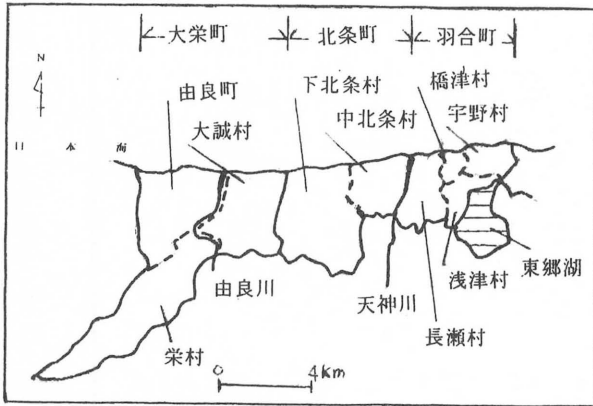 大栄町 北条町 羽合町
N
由良町 下北条村 橋津村
大誠村 中北条村 宇野村
日本海
由良川 天神川 浅津村 東郷湖
栄村 長瀬村
0 4km